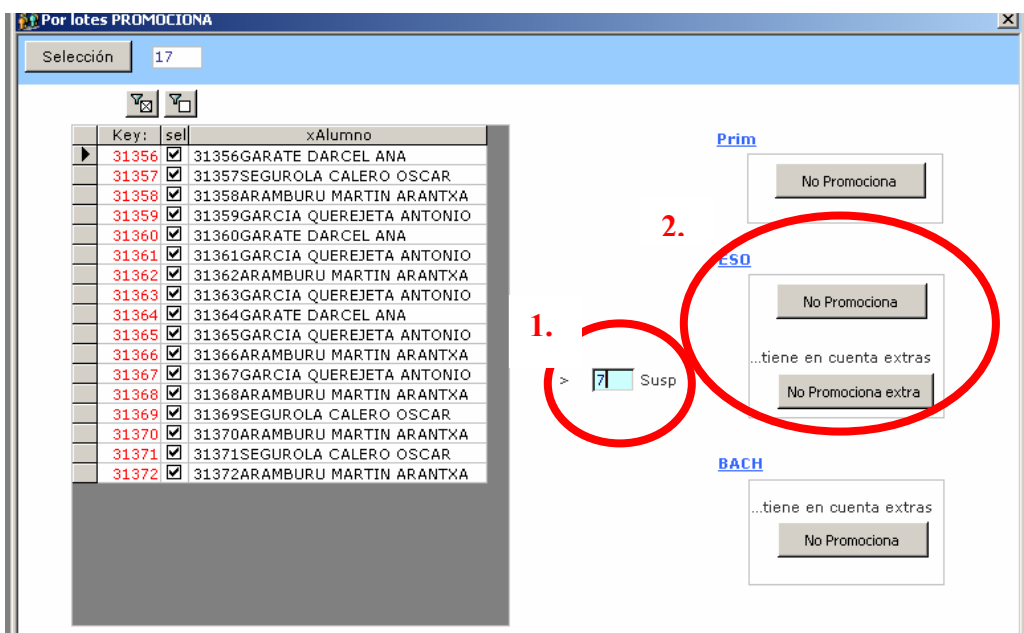 Por lotes PROMOCIONA
Selección 17
Key: sel xAlumno
31356 31356GARATE DARCEL ANA
31357 31357SEGUROLA CALERO OSCAR
31358 31358ARAMBURU MARTIN ARANTXA
31359 31359GARCIA QUEREJETA ANTONIO
31360 31360GARATE DARCEL ANA
31361 31361GARCIA QUEREJETA ANTONIO
31362 31362ARAMBURU MARTIN ARANTXA
31363 31363GARCIA QUEREJETA ANTONIO
31364 31364GARATE DARCEL ANA
31365 31365GARCIA QUEREJETA ANTONIO
31366 31366ARAMBURU MARTIN ARANTXA
31367 31367GARCIA QUEREJETA ANTONIO
31368 31368ARAMBURU MARTIN ARANTXA
31369 31369SEGUROLA CALERO OSCAR
31370 31370ARAMBURU MARTIN ARANTXA
31371 31371SEGUROLA CALERO OSCAR
31372 31372ARAMBURU MARTIN ARANTXA
1.
> 7 Susp
Prim
No Promociona
2.
ESO
No Promociona
...tiene en cuenta extras
No Promociona extra
BACH
...tiene en cuenta extras
No Promociona